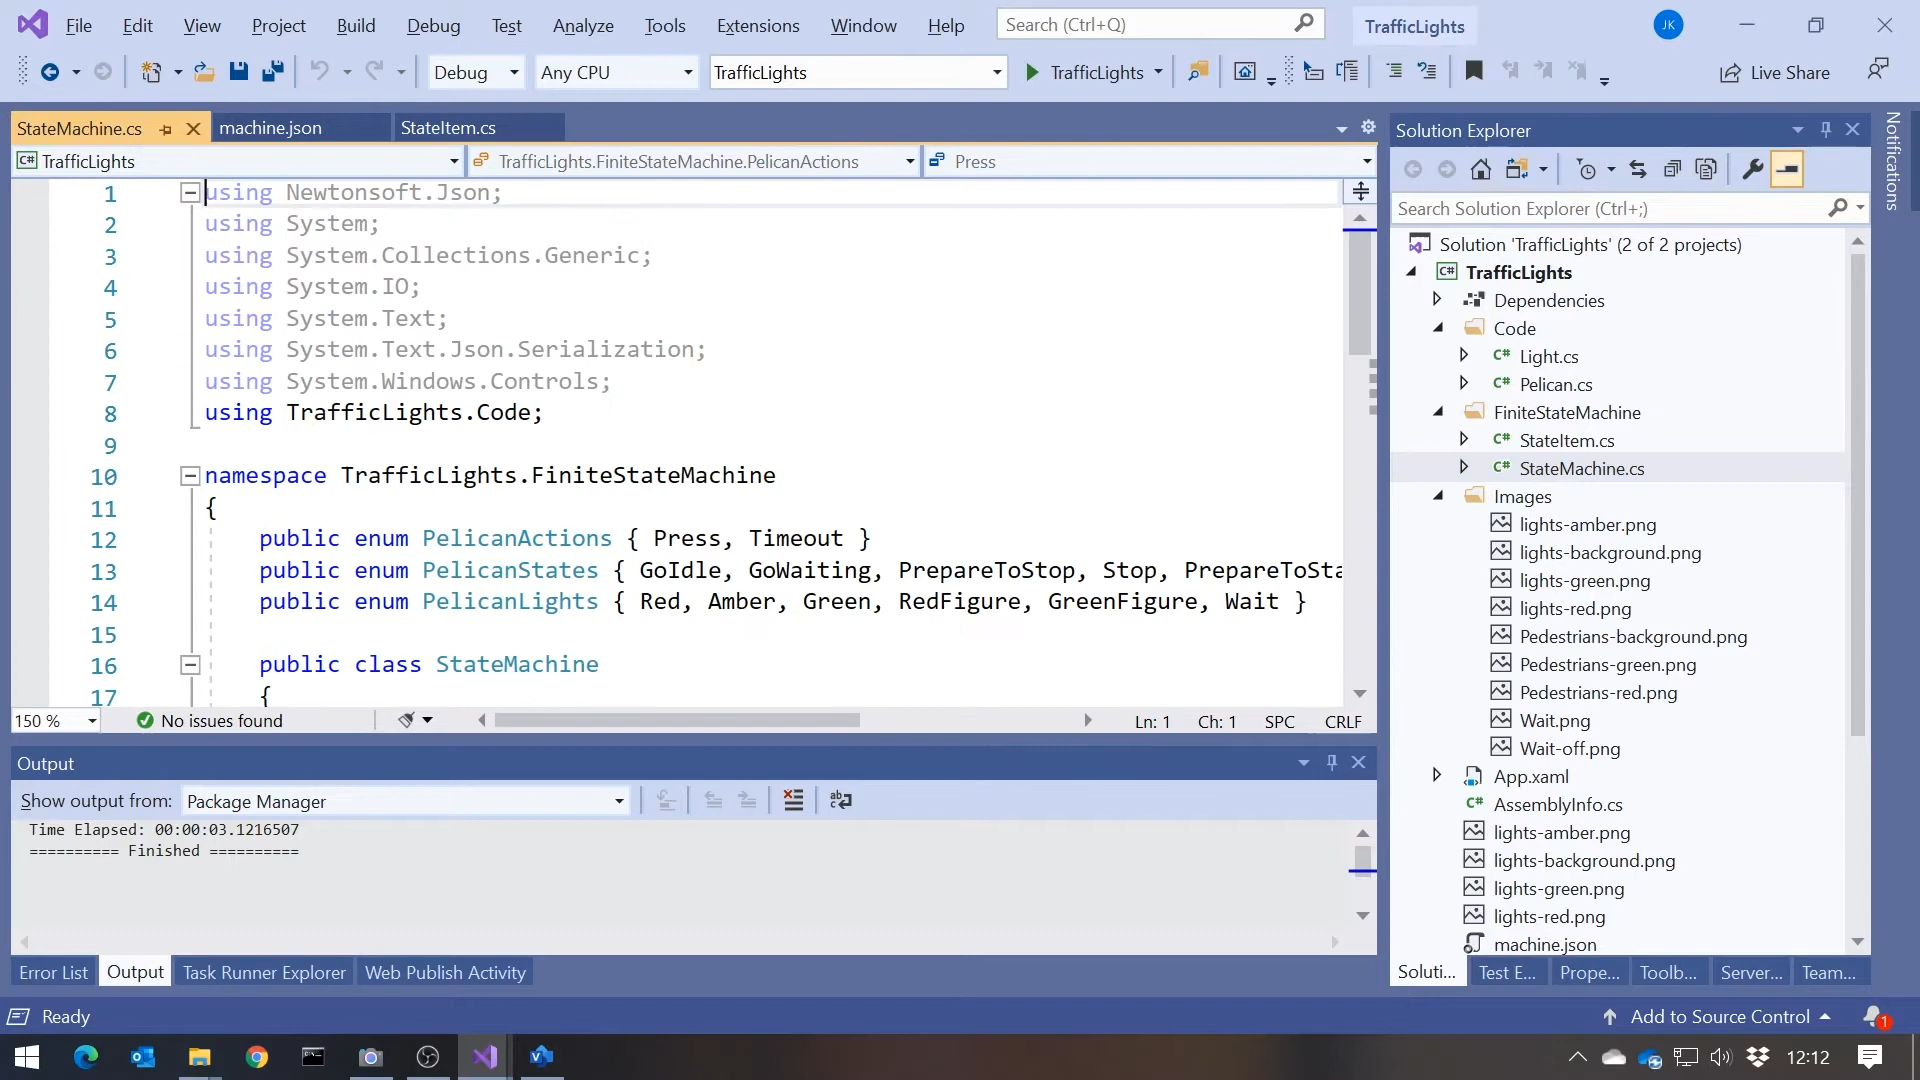 File Edit View Project Build Debug Test Analyze Tools Extensions Window Help Search (Ctrl+Q) TrafficLights JK
Debug Any CPU TrafficLights TrafficLights Live Share
StateMachine.cs machine.json StateItem.cs
TrafficLights TrafficLights.FiniteStateMachine.PelicanActions Press
1 using Newtonsoft.Json;
2 using System;
3 using System.Collections.Generic;
4 using System.IO;
5 using System.Text;
6 using System.Text.Json.Serialization;
7 using System.Windows.Controls;
8 using TrafficLights.Code;
9
10 namespace TrafficLights.FiniteStateMachine
11 {
12 public enum PelicanActions { Press, Timeout }
13 public enum PelicanStates { GoIdle, GoWaiting, PrepareToStop, Stop, PrepareToSta
14 public enum PelicanLights { Red, Amber, Green, RedFigure, GreenFigure, Wait }
15
16 public class StateMachine
17 {
150 % No issues found Ln: 1 Ch: 1 SPC CRLF
Output
Show output from: Package Manager
Time Elapsed: 00:00:03.1216507
========== Finished ==========
Error List Output Task Runner Explorer Web Publish Activity
Solution Explorer
Search Solution Explorer (Ctrl+;)
Solution 'TrafficLights' (2 of 2 projects)
C# TrafficLights
Dependencies
Code
C# Light.cs
C# Pelican.cs
FiniteStateMachine
C# StateItem.cs
C# StateMachine.cs
Images
lights-amber.png
lights-background.png
lights-green.png
lights-red.png
Pedestrians-background.png
Pedestrians-green.png
Pedestrians-red.png
Wait.png
Wait-off.png
App.xaml
C# AssemblyInfo.cs
lights-amber.png
lights-background.png
lights-green.png
lights-red.png
machine.json
Soluti... Test E... Prope... Toolb... Server... Team...
Notifications
Ready Add to Source Control 1
12:12